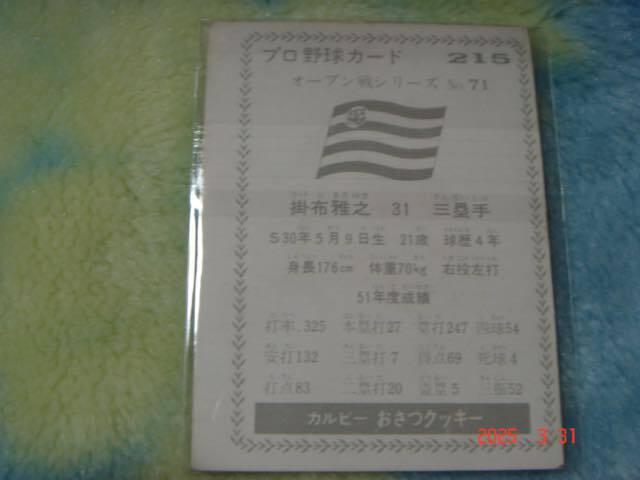 プロ野球カード 215
オープン戦シリーズ No.71
掛布雅之 31 三塁手
S30年5月9日生 21歳 球歴4年
身長176cm 体重70kg 右投左打
51年度成績
打率.325 本塁打27 塁打247 四球54
安打132 三塁打7 得点69 死球4
打点83 二塁打20 盗塁5 三振52
カルビー おさつクッキー
2025 3 31